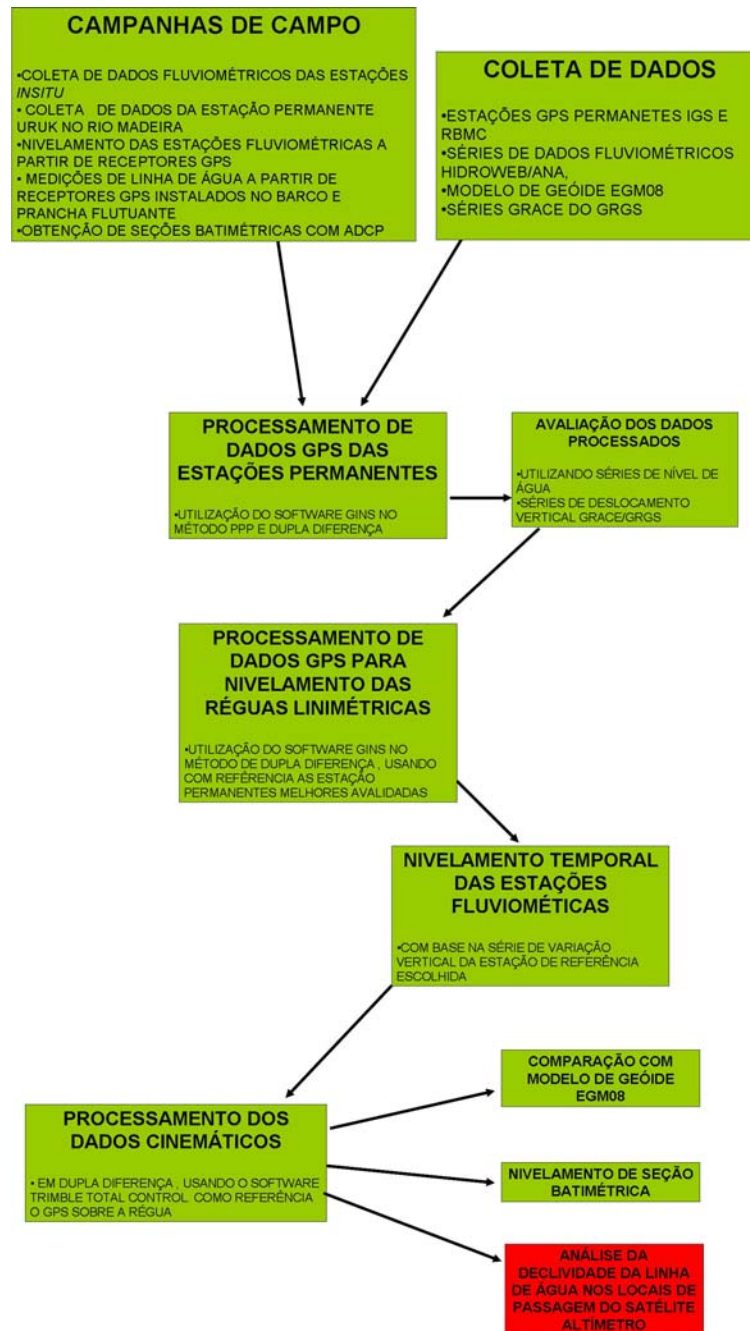 CAMPANHAS DE CAMPO
•COLETA DE DADOS FLUVIOMÉTRICOS DAS ESTAÇÕES
INSITU
• COLETA DE DADOS DA ESTAÇÃO PERMANENTE
URUK NO RIO MADEIRA
•NIVELAMENTO DAS ESTAÇÕES FLUVIOMÉTRICAS A
PARTIR DE RECEPTORES GPS
• MEDIÇÕES DE LINHA DE ÁGUA A PARTIR DE
RECEPTORES GPS INSTALADOS NO BARCO E
PRANCHA FLUTUANTE
•OBTENÇÃO DE SEÇÕES BATIMÉTRICAS COM ADCP
COLETA DE DADOS
•ESTAÇÕES GPS PERMANETES IGS E
RBMC
•SÉRIES DE DADOS FLUVIOMÉTRICOS
HIDROWEB/ANA,
•MODELO DE GEÓIDE EGM08
•SÉRIES GRACE DO GRGS
PROCESSAMENTO DE
DADOS GPS DAS
ESTAÇÕES PERMANENTES
•UTILIZAÇÃO DO SOFTWARE GINS NO
MÉTODO PPP E DUPLA DIFERENÇA
AVALIAÇÃO DOS DADOS
PROCESSADOS
•UTILIZANDO SÉRIES DE NÍVEL DE
ÁGUA
•SÉRIES DE DESLOCAMENTO
VERTICAL GRACE/GRGS
PROCESSAMENTO DE
DADOS GPS PARA
NIVELAMENTO DAS
RÉGUAS LINIMÉTRICAS
•UTILIZAÇÃO DO SOFTWARE GINS NO
MÉTODO DE DUPLA DIFERENÇA , USANDO
COM REFÊRENCIA AS ESTAÇÃO
PERMANENTES MELHORES AVALIDADAS
NIVELAMENTO TEMPORAL
DAS ESTAÇÕES
FLUVIOMÉTICAS
•COM BASE NA SÉRIE DE VARIAÇÃO
VERTICAL DA ESTAÇÃO DE REFERÊNCIA
ESCOLHIDA
PROCESSAMENTO DOS
DADOS CINEMÁTICOS
• EM DUPLA DIFERENÇA , USANDO O SOFTWARE
TRIMBLE TOTAL CONTROL. COMO REFERÊNCIA
O GPS SOBRE A RÉGUA
COMPARAÇÃO COM
MODELO DE GEÓIDE
EGM08
NIVELAMENTO DE SEÇÃO
BATIMÉTRICA
ANÁLISE DA
DECLIVIDADE DA LINHA
DE ÁGUA NOS LOCAIS DE
PASSAGEM DO SATÉLITE
ALTÍMETRO